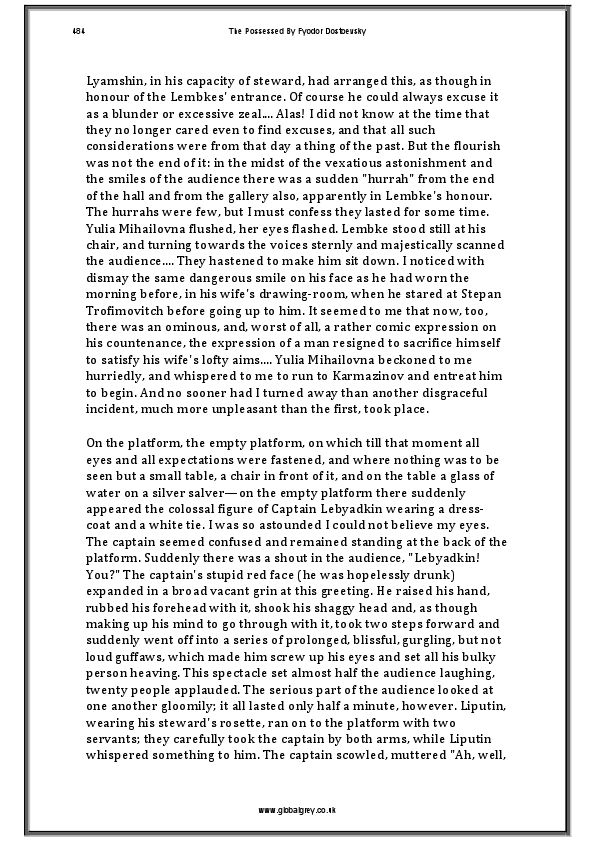 484
The Possessed By Fyodor Dostoevsky
Lyamshin, in his capacity of steward, had arranged this, as though in
honour of the Lembkes' entrance. Of course he could always excuse it
as a blunder or excessive zeal.... Alas! I did not know at the time that
they no longer cared even to find excuses, and that all such
considerations were from that day a thing of the past. But the flourish
was not the end of it: in the midst of the vexatious astonishment and
the smiles of the audience there was a sudden "hurrah" from the end
of the hall and from the gallery also, apparently in Lembke's honour.
The hurrahs were few, but I must confess they lasted for some time.
Yulia Mihailovna flushed, her eyes flashed. Lembke stood still at his
chair, and turning towards the voices sternly and majestically scanned
the audience.... They hastened to make him sit down. I noticed with
dismay the same dangerous smile on his face as he had worn the
morning before, in his wife's drawing-room, when he stared at Stepan
Trofimovitch before going up to him. It seemed to me that now, too,
there was an ominous, and, worst of all, a rather comic expression on
his countenance, the expression of a man resigned to sacrifice himself
to satisfy his wife's lofty aims.... Yulia Mihailovna beckoned to me
hurriedly, and whispered to me to run to Karmazinov and entreat him
to begin. And no sooner had I turned away than another disgraceful
incident, much more unpleasant than the first, took place.
On the platform, the empty platform, on which till that moment all
eyes and all expectations were fastened, and where nothing was to be
seen but a small table, a chair in front of it, and on the table a glass of
water on a silver salver—on the empty platform there suddenly
appeared the colossal figure of Captain Lebyadkin wearing a dress-
coat and a white tie. I was so astounded I could not believe my eyes.
The captain seemed confused and remained standing at the back of the
platform. Suddenly there was a shout in the audience, "Lebyadkin!
You?" The captain's stupid red face (he was hopelessly drunk)
expanded in a broad vacant grin at this greeting. He raised his hand,
rubbed his forehead with it, shook his shaggy head and, as though
making up his mind to go through with it, took two steps forward and
suddenly went off into a series of prolonged, blissful, gurgling, but not
loud guffaws, which made him screw up his eyes and set all his bulky
person heaving. This spectacle set almost half the audience laughing,
twenty people applauded. The serious part of the audience looked at
one another gloomily; it all lasted only half a minute, however. Liputin,
wearing his steward's rosette, ran on to the platform with two
servants; they carefully took the captain by both arms, while Liputin
whispered something to him. The captain scowled, muttered "Ah, well,
www.globalgrey.co.uk